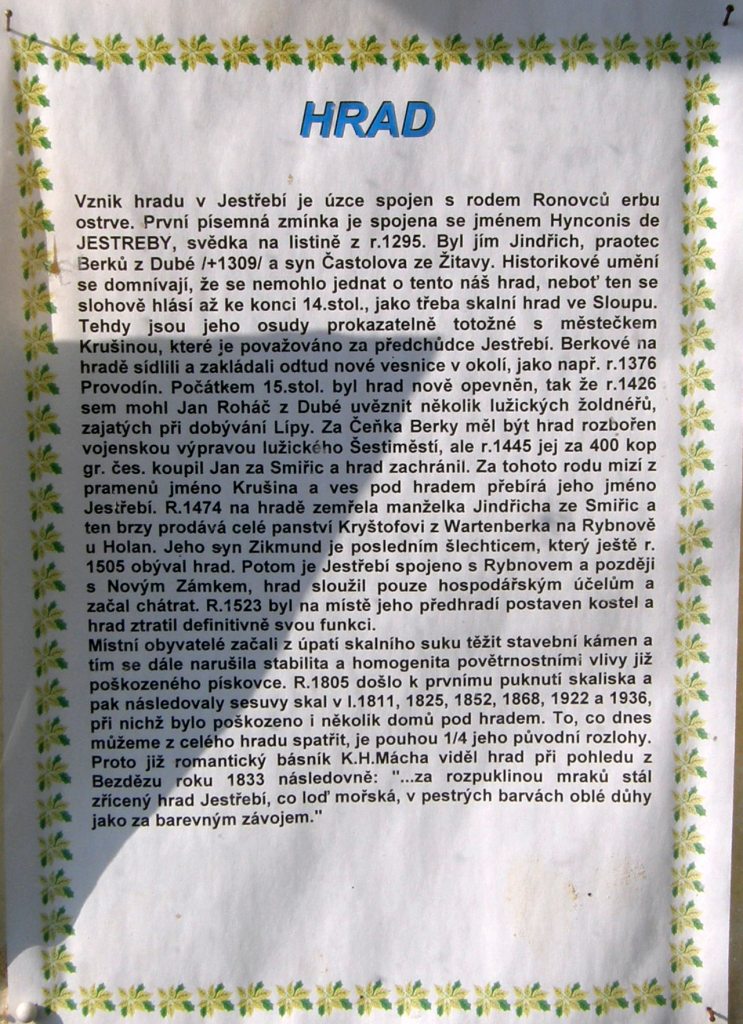 HRAD
Vznik hradu v Jestřebí je úzce spojen s rodem Ronovců erbu
ostrve. První písemná zmínka je spojena se jménem Hynconis de
JESTREBY, svědka na listině z r.1295. Byl jím Jindřich, praotec
Berků z Dubé /+1309/ a syn Častolova ze Žitavy. Historikové umění
se domnívají, že se nemohlo jednat o tento náš hrad, neboť ten se
slohově hlásí až ke konci 14.stol., jako třeba skalní hrad ve Sloupu.
Tehdy jsou jeho osudy prokazatelně totožné s městečkem
Krušinou, které je považováno za předchůdce Jestřebí. Berkové na
hradě sídlili a zakládali odtud nové vesnice v okolí, jako např. r.1376
Provodín. Počátkem 15.stol. byl hrad nově opevněn, tak že r.1426
sem mohl Jan Roháč z Dubé uvěznit několik lužických žoldnéřů,
zajatých při dobývání Lípy. Za Čeňka Berky měl být hrad rozbořen
vojenskou výpravou lužického Šestiměstí, ale r.1445 jej za 400 kop
gr. čes. koupil Jan za Smiřic a hrad zachránil. Za tohoto rodu mizí z
pramenů jméno Krušina a ves pod hradem přebírá jeho jméno
Jestřebí. R.1474 na hradě zemřela manželka Jindřicha ze Smiřic a
ten brzy prodává celé panství Kryštofovi z Wartenberka na Rybnově
u Holan. Jeho syn Zikmund je posledním šlechticem, který ještě r.
1505 obýval hrad. Potom je Jestřebí spojeno s Rybnovem a později
s Novým Zámkem, hrad sloužil pouze hospodářským účelům a
začal chátrat. R.1523 byl na místě jeho předhradí postaven kostel a
hrad ztratil definitivně svou funkci.
Místní obyvatelé začali z úpatí skalního suku těžit stavební kámen a
tím se dále narušila stabilita a homogenita povětrnostními vlivy již
poškozeného pískovce. R.1805 došlo k prvnímu puknutí skaliska a
pak následovaly sesuvy skal v l.1811, 1825, 1852, 1868, 1922 a 1936,
při nichž bylo poškozeno i několik domů pod hradem. To, co dnes
můžeme z celého hradu spatřit, je pouhou 1/4 jeho původní rozlohy.
Proto již romantický básník K.H.Mácha viděl hrad při pohledu z
Bezdězu roku 1833 následovně: "...za rozpuklinou mraků stál
zřícený hrad Jestřebí, co loď mořská, v pestrých barvách oblé dúhy
jako za barevným závojem."